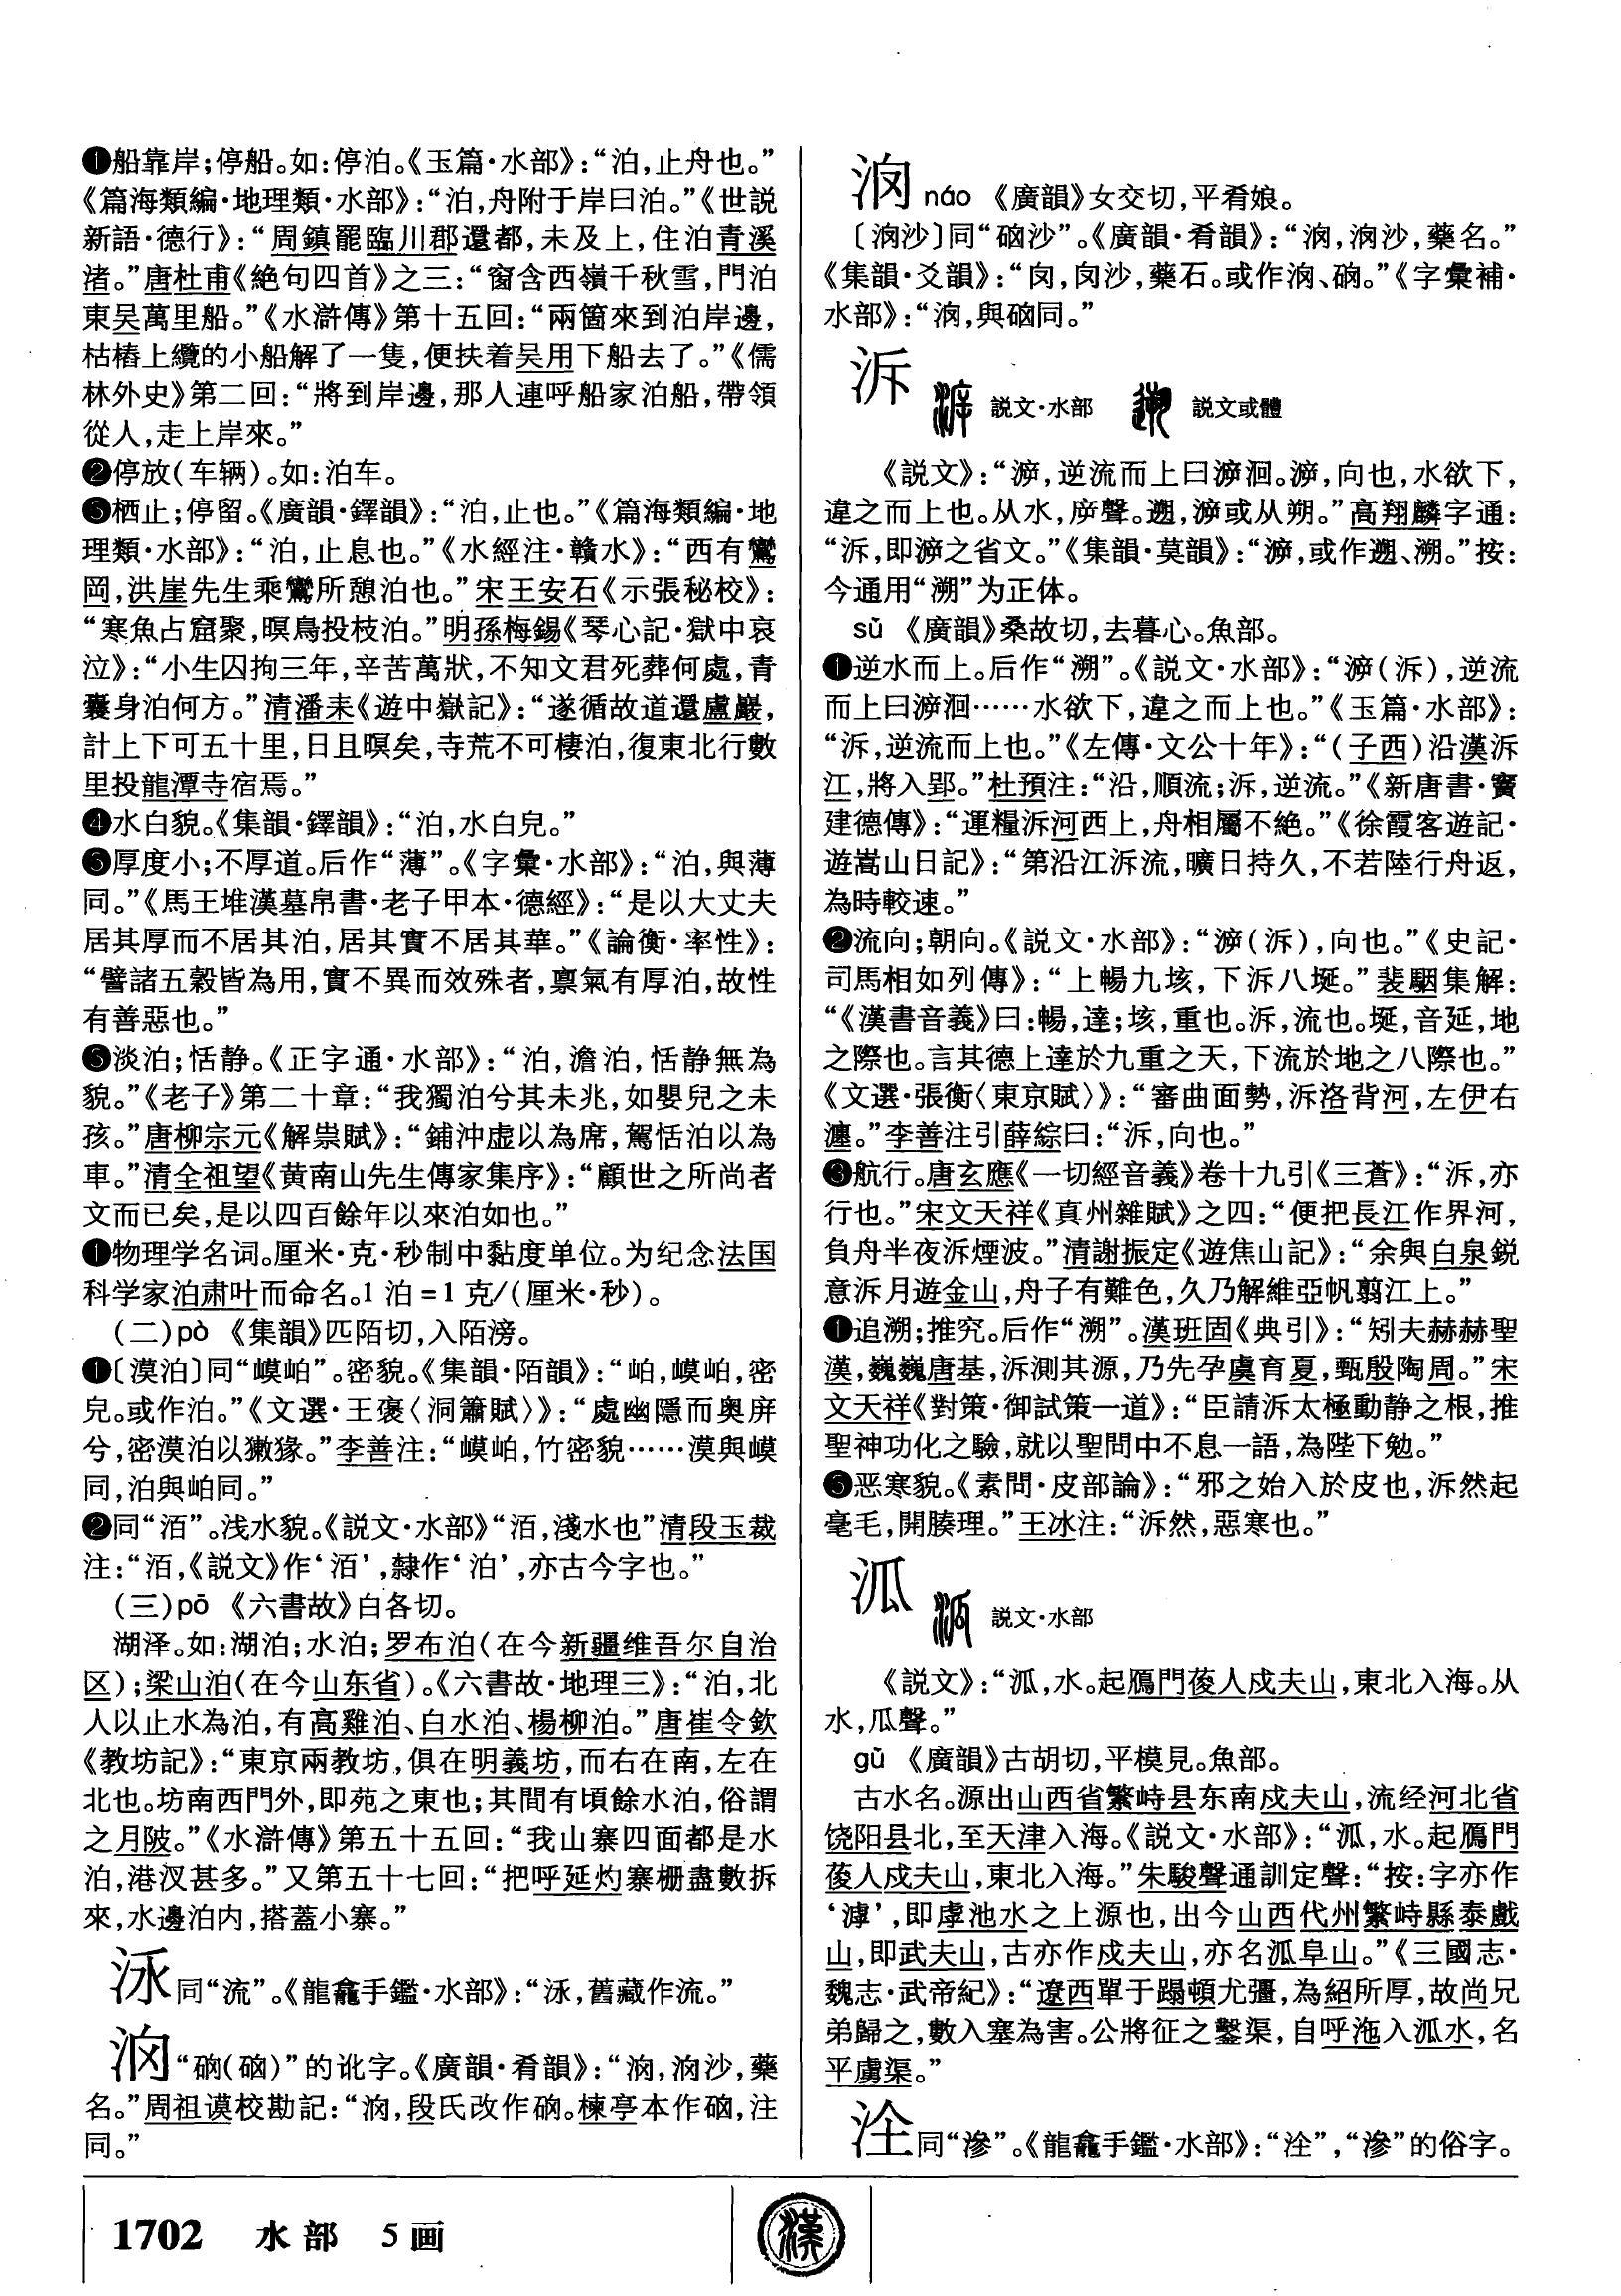 ❶船靠岸；停船。如：停泊。《玉篇·水部》：“泊，止舟也。”
《篇海類編·地理類·水部》：“泊，舟附于岸曰泊。”《世説
新語·德行》：“周鎮罷臨川郡還都，未及上，住泊青溪
渚。”唐杜甫《絶句四首》之三：“窗含西嶺千秋雪，門泊
東吴萬里船。”《水滸傳》第十五回：“兩箇來到泊岸邊，
枯樁上纜的小船解了一隻，便扶着吴用下船去了。”《儒
林外史》第二回：“將到岸邊，那人連呼船家泊船，帶領
從人，走上岸來。”
❷停放(车辆)。如：泊车。
❸栖止；停留。《廣韻·鐸韻》：“泊，止也。”《篇海類編·地
理類·水部》：“泊，止息也。”《水經注·贛水》：“西有鸞
岡，洪崖先生乘鸞所憩泊也。”宋王安石《示張秘校》：
“寒魚占窟聚，暝鳥投枝泊。”明孫梅錫《琴心記·獄中哀
泣》：“小生囚拘三年，辛苦萬狀，不知文君死葬何處，青
囊身泊何方。”清潘耒《遊中嶽記》：“遂循故道還盧巖，
計上下可五十里，日且暝矣，寺荒不可棲泊，復東北行數
里投龍潭寺宿焉。”
❹水白貌。《集韻·鐸韻》：“泊，水白皃。”
❺厚度小；不厚道。后作“薄”。《字彙·水部》：“泊，與薄
同。”《馬王堆漢墓帛書·老子甲本·德經》：“是以大丈夫
居其厚而不居其泊，居其實不居其華。”《論衡·率性》：
“譬諸五穀皆為用，實不異而效殊者，禀氣有厚泊，故性
有善惡也。”
❻淡泊；恬静。《正字通·水部》：“泊，澹泊，恬静無為
貌。”《老子》第二十章：“我獨泊兮其未兆，如嬰兒之未
孩。”唐柳宗元《解祟賦》：“鋪沖虚以為席，駕恬泊以為
車。”清全祖望《黄南山先生傳家集序》：“顧世之所尚者
文而已矣，是以四百餘年以來泊如也。”
❼物理学名词。厘米·克·秒制中黏度单位。为纪念法国
科学家泊肃叶而命名。1 泊＝1 克/(厘米·秒)。
(二)pò 《集韻》匹陌切，入陌滂。
❶〔漠泊〕同“嵮岶”。密貌。《集韻·陌韻》：“岶，嗼岶，密
皃。或作泊。”《文選·王褒〈洞簫賦〉》：“處幽隱而奥庰
兮，密漠泊以獙猭。”李善注：“岶，竹密貌……漠與
同，泊與岶同。”
❷同“洦”。浅水貌。《説文·水部》“洦，淺水也”清段玉裁
注：“洦，《説文》作‘洦’，隸作‘泊’，亦古今字也。”
(三)pō 《六書故》白各切。
湖泽。如：湖泊；水泊；罗布泊(在今新疆维吾尔自治
区)；梁山泊(在今山东省)。《六書故·地理三》：“泊，北
人以止水為泊，有高雞泊、白水泊、楊柳泊。”唐崔令欽
《教坊記》：“東京兩教坊，俱在明義坊，而右在南，左在
北也。坊南西門外，即苑之東也；其間有頃餘水泊，俗謂
之月陂。”《水滸傳》第五十五回：“我山寨四面都是水
泊，港汊甚多。”又第五十七回：“把呼延灼寨栅盡數拆
來，水邊泊内，搭蓋小寨。”
同“流”。《龍龕手鑑·水部》：“，舊藏作流。”
“硇()”的讹字。《廣韻·肴韻》：“，沙，藥
名。”周祖谟校勘記：“，段氏改作。楝亭本作，注
同。”
náo 《廣韻》女交切，平肴娘。
〔沙〕同“硇沙”。《廣韻·肴韻》：“，沙，藥名。”
《集韻·爻韻》：“，沙，藥石。或作、。”《字彙補·
水部》：“，與硇同。”
泝 説文·水部 説文或體
《説文》：“㴑，逆流而上曰㴑洄。㴑，向也，水欲下，
違之而上也。从水，㡿聲。遡，㴑或从朔。”高翔麟字通：
“泝，即㴑之省文。”《集韻·莫韻》：“㴑，或作遡、溯。”按：
今通用“溯”为正体。
sù 《廣韻》桑故切，去暮心。魚部。
❶逆水而上。后作“溯”。《説文·水部》：“㴑(泝)，逆流
而上曰㴑洄……水欲下，違之而上也。”《玉篇·水部》：
“泝，逆流而上也。”《左傳·文公十年》：“(子西)沿漢泝
江，將入郢。”杜預注：“沿，順流；泝，逆流。”《新唐書·竇
建德傳》：“運糧泝河西上，舟相屬不絶。”《徐霞客遊記·
遊嵩山日記》：“第沿江泝流，曠日持久，不若陸行舟返，
為時較速。”
❷流向；朝向。《説文·水部》：“㴑(泝)，向也。”《史記·
司馬相如列傳》：“上暢九垓，下泝八埏。”裴駰集解：
“《漢書音義》曰：暢，達；垓，重也。泝，流也。埏，音延，地
之際也。言其德上達於九重之天，下流於地之八際也。”
《文選·張衡〈東京賦〉》：“審曲面勢，泝洛背河，左伊右
瀍。”李善注引薛綜曰：“泝，向也。”
❸航行。唐玄應《一切經音義》卷十九引《三蒼》：“泝，亦
行也。”宋文天祥《真州雜賦》之四：“便把長江作界河，
負舟半夜泝煙波。”清謝振定《遊焦山記》：“余與白泉鋭
意泝月遊金山，舟子有難色，久乃解維亞帆翦江上。”
❹追溯；推究。后作“溯”。漢班固《典引》：“矧夫赫赫聖
漢，巍巍唐基，泝測其源，乃先孕虞育夏，甄殷陶周。”宋
文天祥《對策·御試策一道》：“臣請泝太極動静之根，推
聖神功化之驗，就以聖問中不息一語，為陛下勉。”
❺恶寒貌。《素問·皮部論》：“邪之始入於皮也，泝然起
毫毛，開腠理。”王冰注：“泝然，惡寒也。”
泒 説文·水部
《説文》：“泒，水。起鴈門葰人戍夫山，東北入海。从
水，瓜聲。”
gū 《廣韻》古胡切，平模見。魚部。
古水名。源出山西省繁峙县东南戍夫山，流经河北省
饶阳县北，至天津入海。《説文·水部》：“泒，水。起鴈門
葰人戍夫山，東北入海。”朱駿聲通訓定聲：“按：字亦作
‘滹’，即虖池水之上源也，出今山西代州繁峙縣泰戲
山，即武夫山，古亦作戍夫山，亦名泒阜山。”《三國志·
魏志·武帝紀》：“遼西單于蹋頓尤彊，為紹所厚，故尚兄
弟歸之，數入塞為害。公將征之鑿渠，自呼沲入泒水，名
平虜渠。”
洤同“滲”。《龍龕手鑑·水部》：“”，“滲”的俗字。
1702 水部 5画
漢